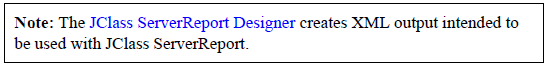 Note: The JClass ServerReport Designer creates XML output intended to
be used with JClass ServerReport.